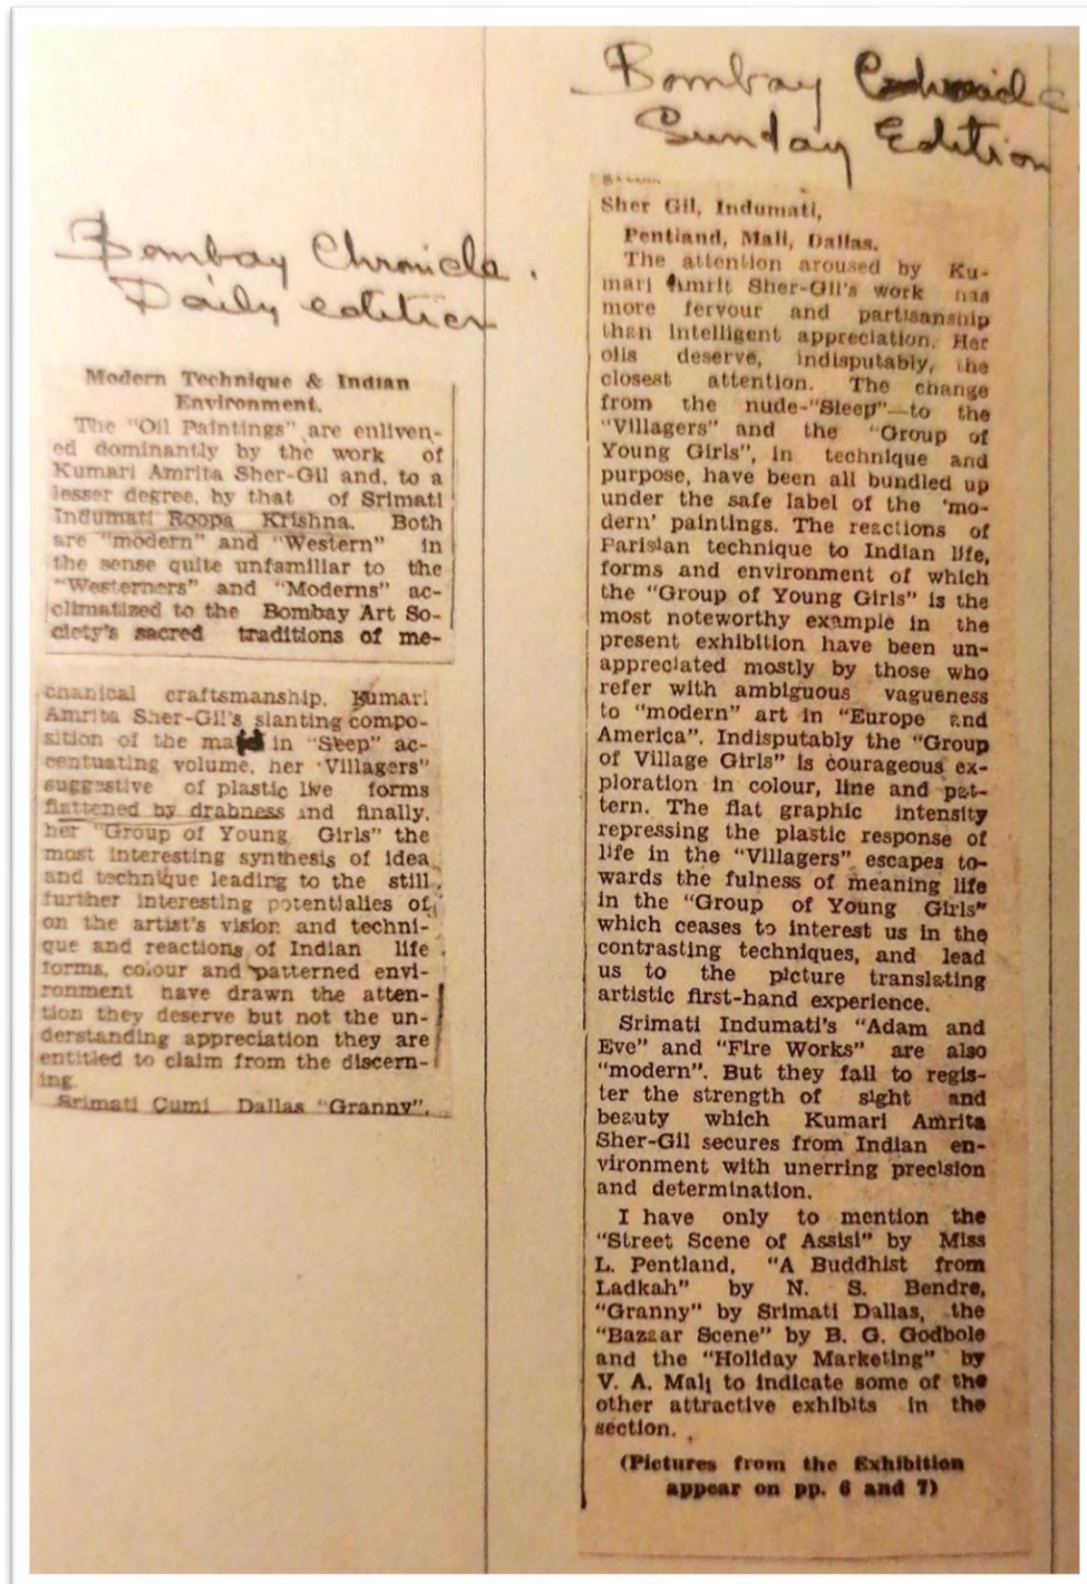 Bombay Chronicle.
Daily edition
Modern Technique & Indian
Environment.
The "Oil Paintings" are enliven-
ed dominantly by the work of
Kumari Amrita Sher-Gil and, to a
lesser degree, by that of Srimati
Indumati Roopa Krishna. Both
are "modern" and "Western" in
the sense quite unfamiliar to the
"Westerners" and "Moderns" ac-
climatized to the Bombay Art So-
ciety's sacred traditions of me-
chanical craftsmanship. Kumari
Amrita Sher-Gil's slanting compo-
sition of the in "Sleep" ac-
centuating volume, her "Villagers"
suggestive of plastic live forms
flattened by drabness and finally,
her "Group of Young Girls" the
most interesting synthesis of idea
and technique leading to the still
further interesting potentialies of
on the artist's vision and techni-
que and reactions of Indian life
forms, colour and patterned envi-
ronment have drawn the atten-
tion they deserve but not the un-
derstanding appreciation they are
entitled to claim from the discern-
ing
Srimati Cumi Dallas "Granny",
Bombay Chronicle
Sunday Edition
Sher Gil, Indumati,
Pentland, Mali, Dallas.
The attention aroused by Ku-
mari Amrit Sher-Gil's work has
more fervour and partisanship
than intelligent appreciation. Her
oils deserve, indisputably, the
closest attention. The change
from the nude-"Sleep"—to the
"Villagers" and the "Group of
Young Girls", in technique and
purpose, have been all bundled up
under the safe label of the 'mo-
dern' paintings. The reactions of
Parisian technique to Indian life,
forms and environment of which
the "Group of Young Girls" is the
most noteworthy example in the
present exhibition have been un-
appreciated mostly by those who
refer with ambiguous vagueness
to "modern" art in "Europe and
America". Indisputably the "Group
of Village Girls" is courageous ex-
ploration in colour, line and pat-
tern. The flat graphic intensity
repressing the plastic response of
life in the "Villagers" escapes to-
wards the fulness of meaning life
in the "Group of Young Girls"
which ceases to interest us in the
contrasting techniques, and lead
us to the picture translating
artistic first-hand experience.
Srimati Indumati's "Adam and
Eve" and "Fire Works" are also
"modern". But they fail to regis-
ter the strength of sight and
beauty which Kumari Amrita
Sher-Gil secures from Indian en-
vironment with unerring precision
and determination.
I have only to mention the
"Street Scene of Assisi" by Miss
L. Pentland, "A Buddhist from
Ladkah" by N. S. Bendre,
"Granny" by Srimati Dallas, the
"Bazaar Scene" by B. G. Godbole
and the "Holiday Marketing" by
V. A. Mali to indicate some of the
other attractive exhibits in the
section.
(Pictures from the Exhibition
appear on pp. 6 and 7)